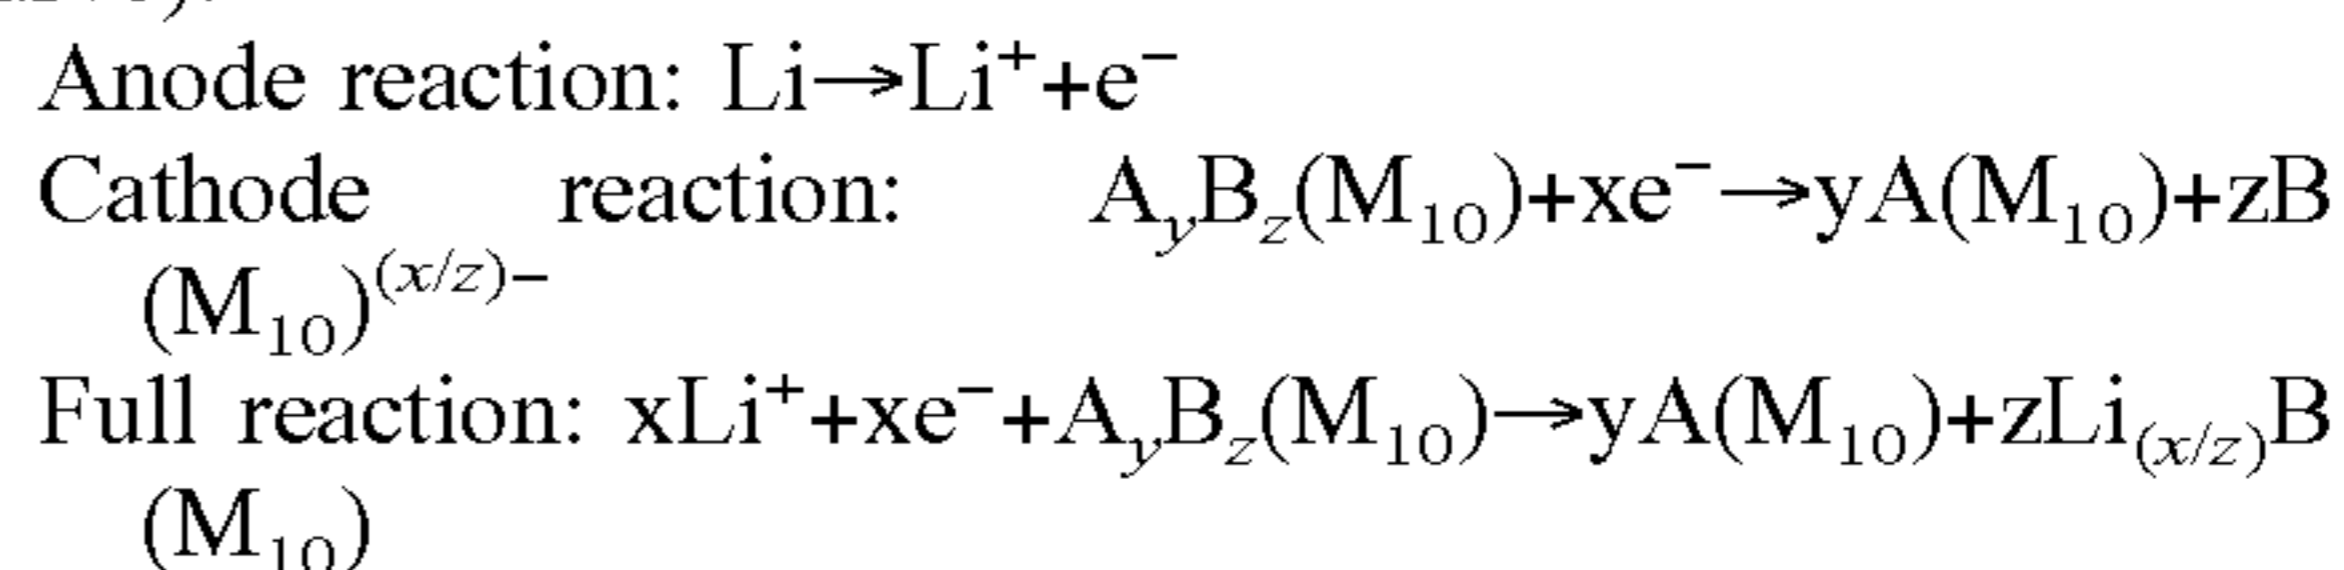 Anode reaction: Li→Li⁺+e⁻
Cathode reaction: AyBz(M₁₀)+xe⁻→yA(M₁₀)+zB
(M₁₀)⁽ˣ/ᶻ⁾⁻
Full reaction: xLi⁺+xe⁻+AyBz(M₁₀)→yA(M₁₀)+zLi(x/z)B
(M₁₀)